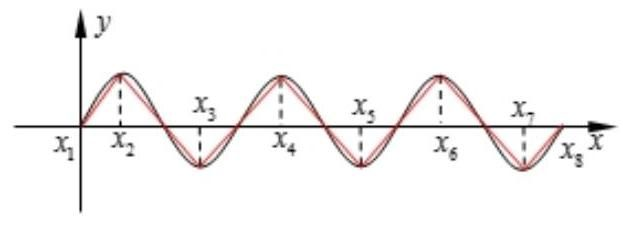 y
x₃ x₅ x₇
x₁ x₂ x₄ x₆ x₈ x